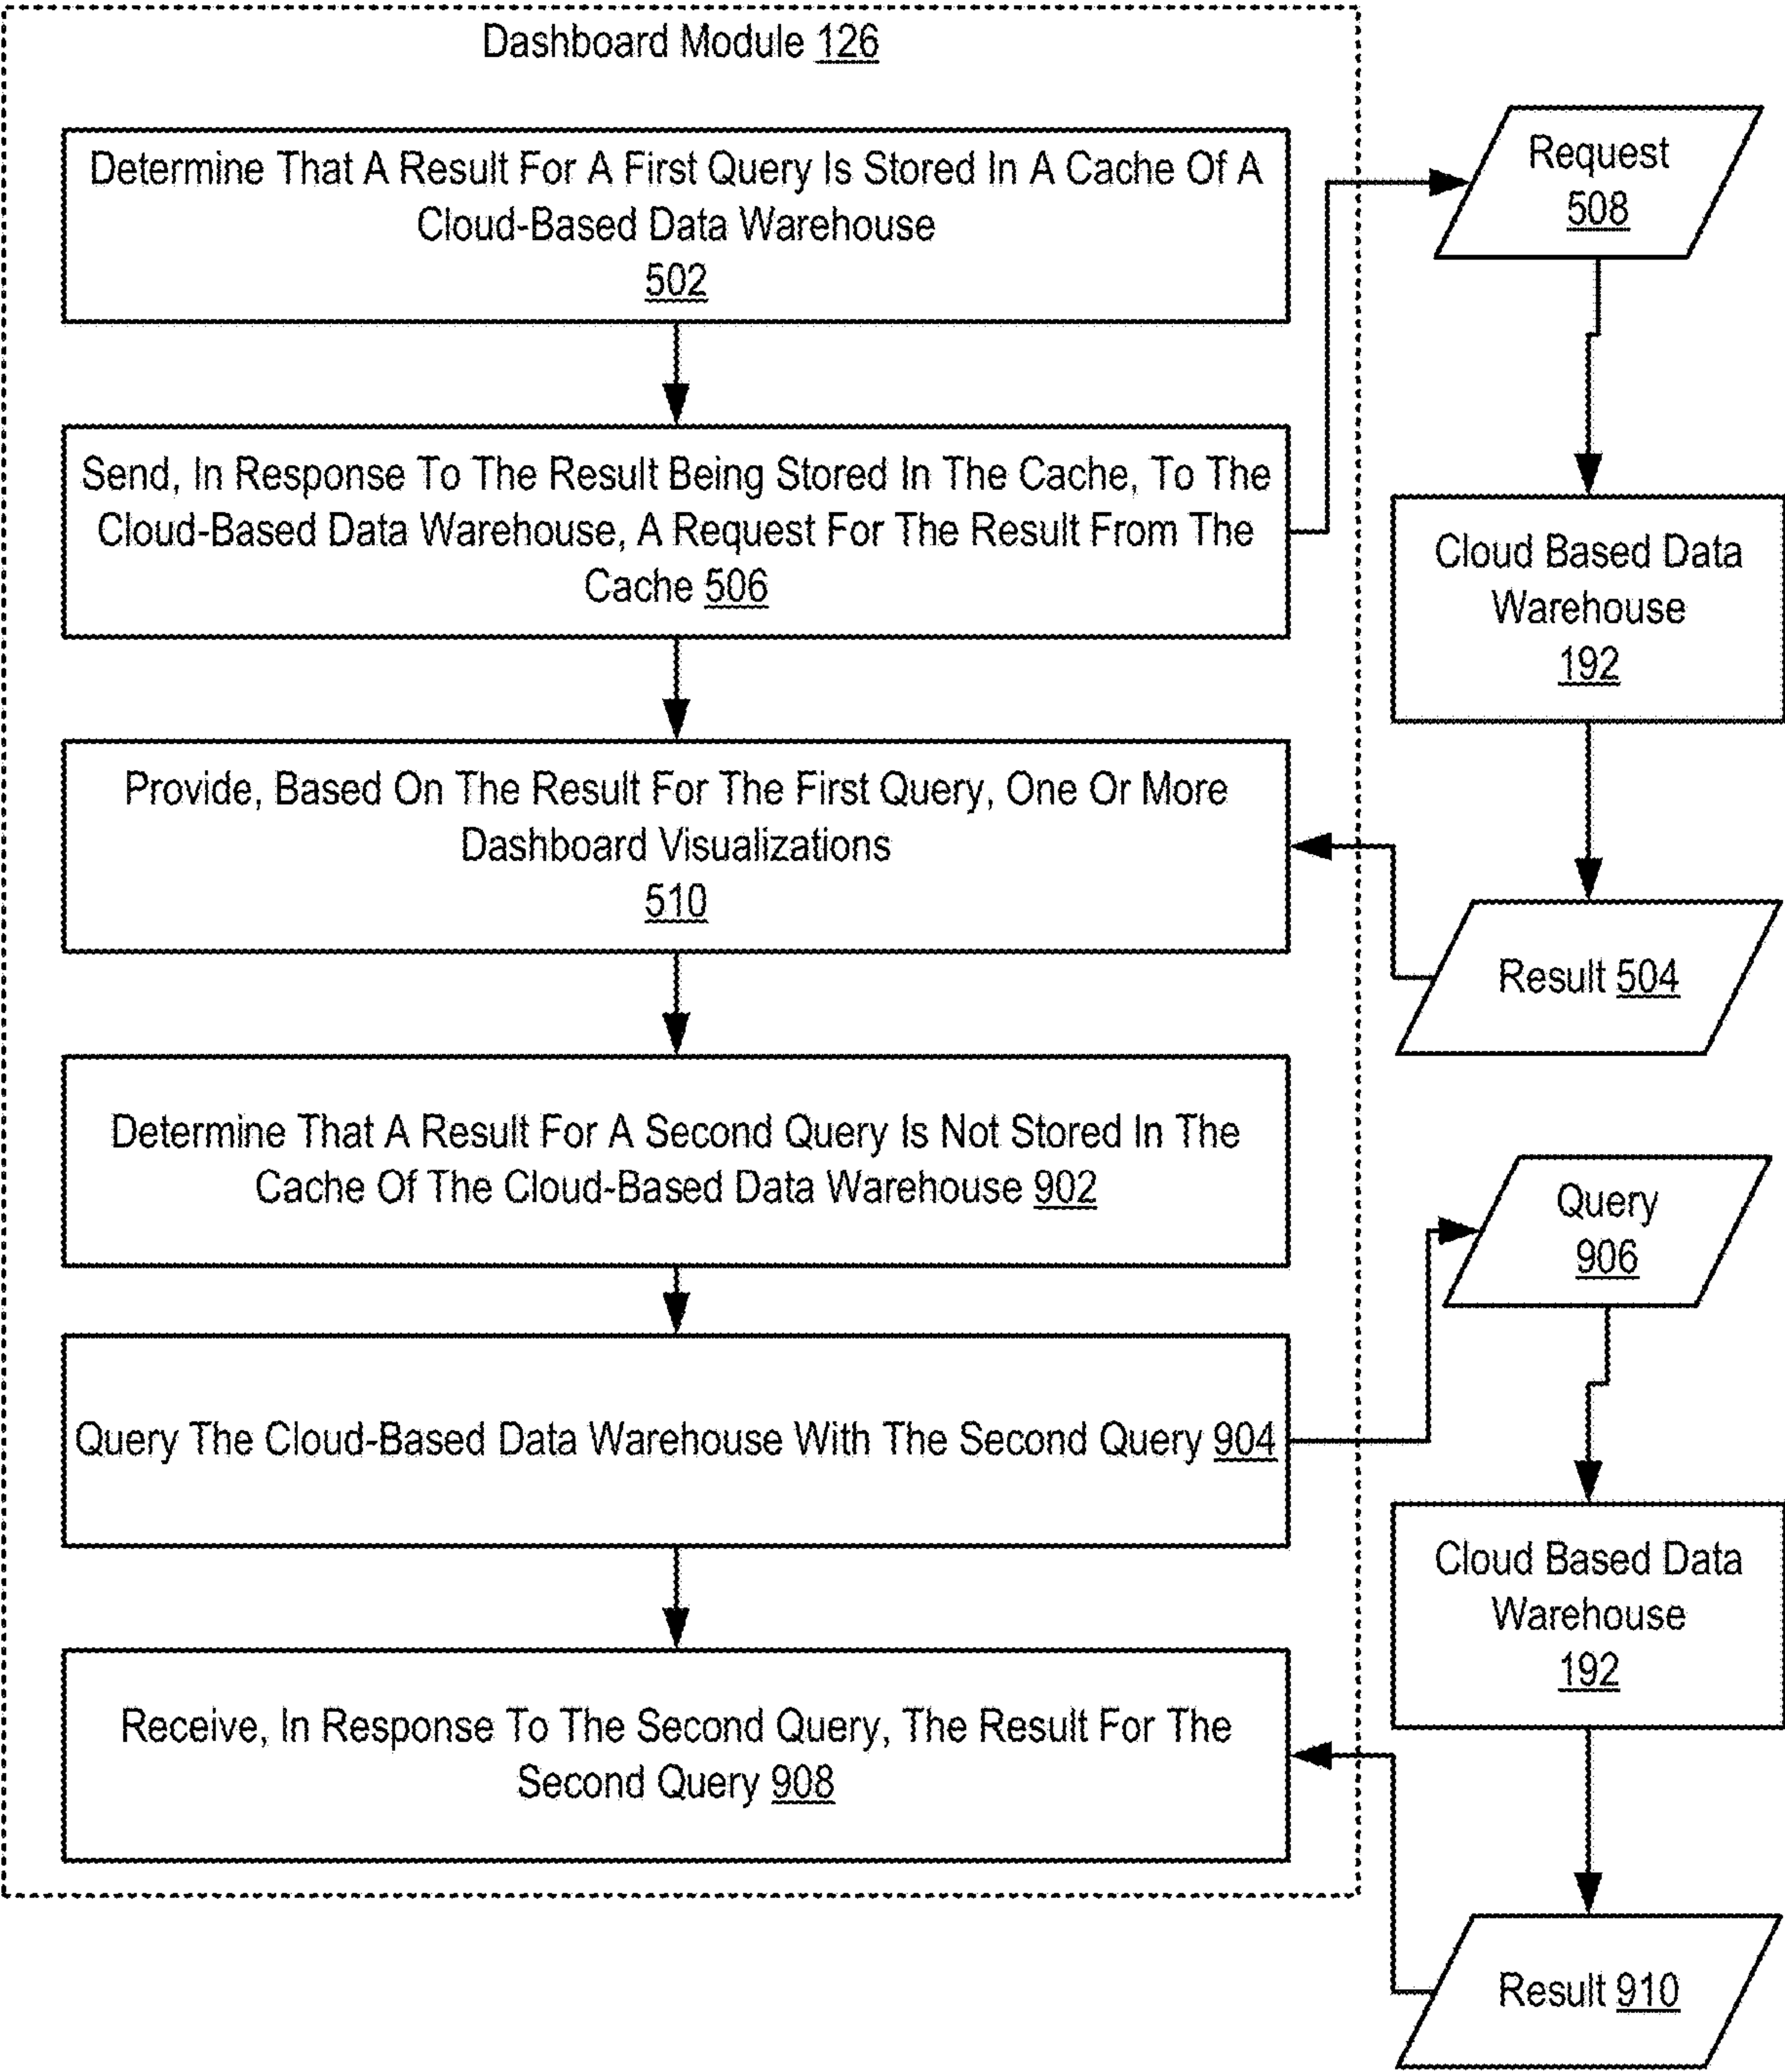 Dashboard Module 126
Determine That A Result For A First Query Is Stored In A Cache Of A
Cloud-Based Data Warehouse
502
Request
508
Send, In Response To The Result Being Stored In The Cache, To The
Cloud-Based Data Warehouse, A Request For The Result From The
Cache 506
Cloud Based Data
Warehouse
192
Provide, Based On The Result For The First Query, One Or More
Dashboard Visualizations
510
Result 504
Determine That A Result For A Second Query Is Not Stored In The
Cache Of The Cloud-Based Data Warehouse 902
Query
906
Query The Cloud-Based Data Warehouse With The Second Query 904
Cloud Based Data
Warehouse
192
Receive, In Response To The Second Query, The Result For The
Second Query 908
Result 910